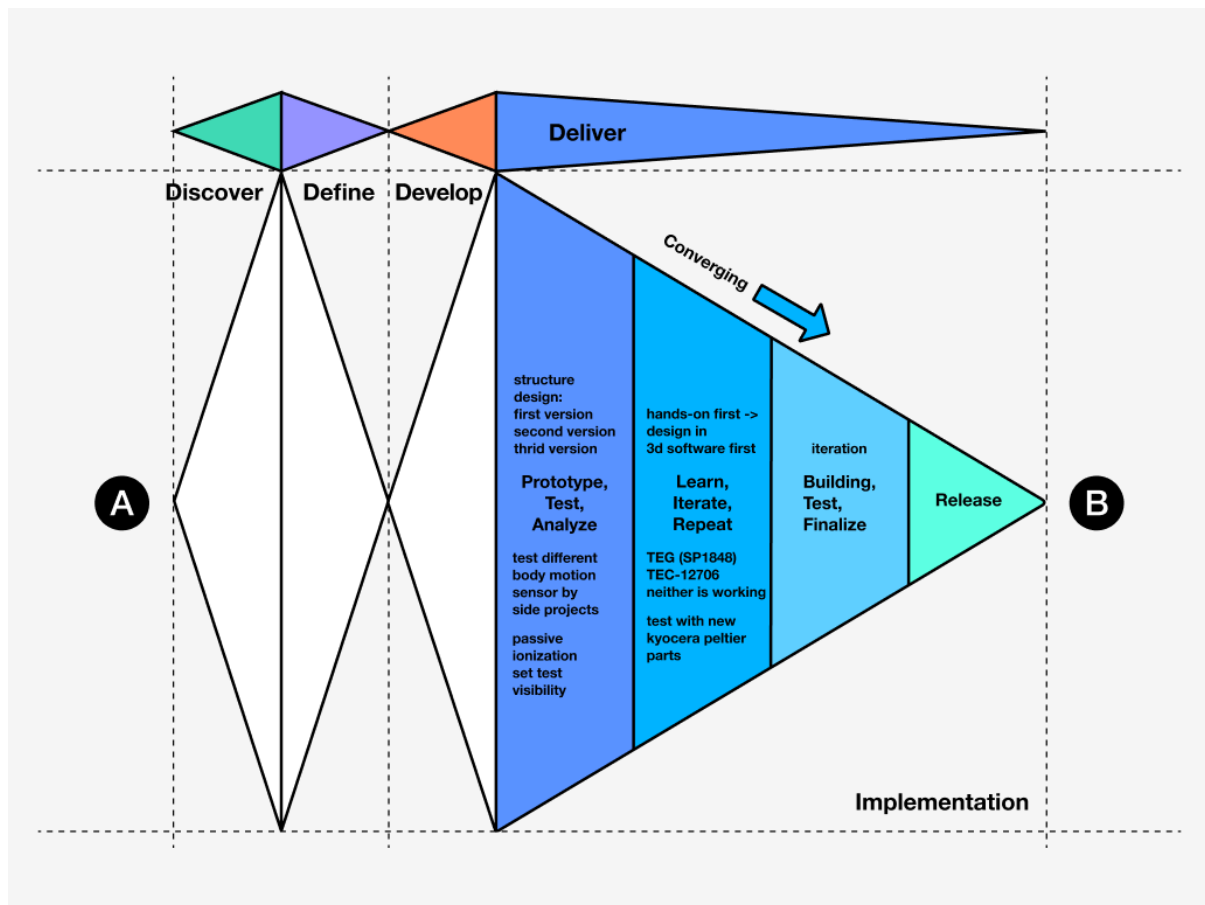 Deliver
Discover
Define
Develop
Converging
structure
design:
first version
second version
thrid version
Prototype,
Test,
Analyze
test different
body motion
sensor by
side projects
passive
ionization
set test
visibility
hands-on first ->
design in
3d software first
Learn,
Iterate,
Repeat
TEG (SP1848)
TEC-12706
neither is working
test with new
kyocera peltier
parts
iteration
Building,
Test,
Finalize
Release
A
B
Implementation